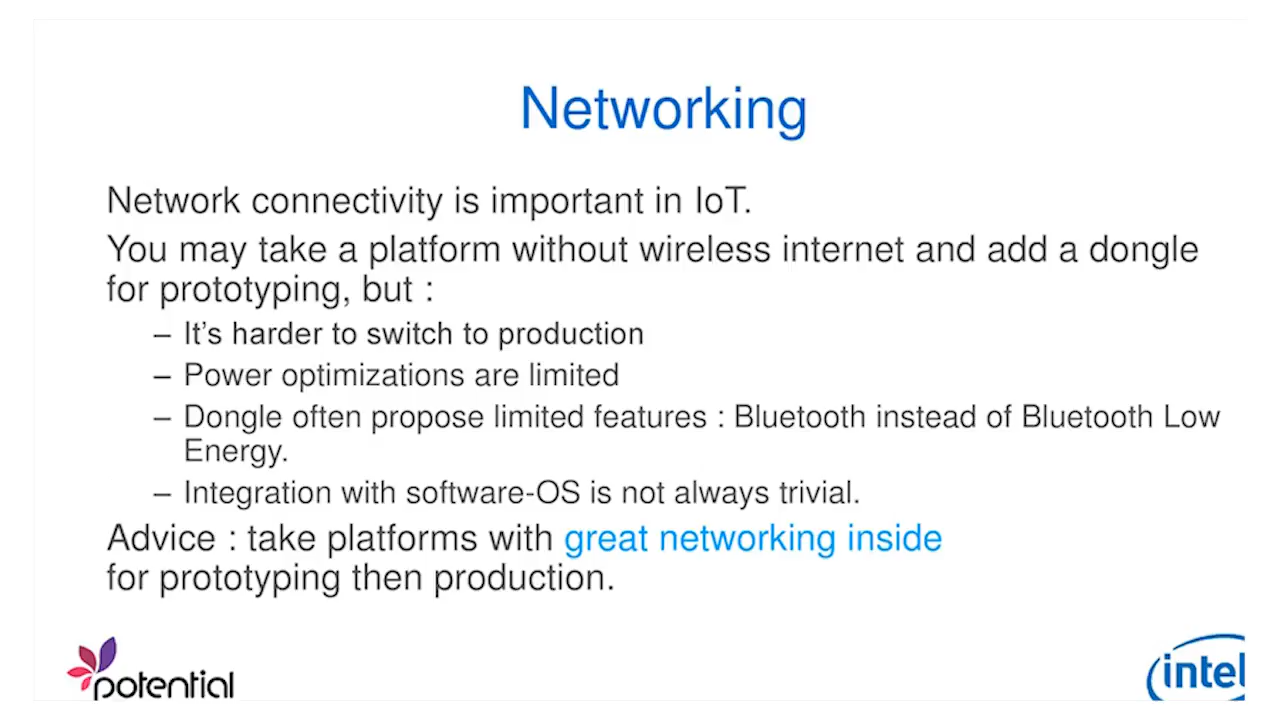 Networking
Network connectivity is important in IoT.
You may take a platform without wireless internet and add a dongle
for prototyping, but :
– It’s harder to switch to production
– Power optimizations are limited
– Dongle often propose limited features : Bluetooth instead of Bluetooth Low
Energy.
– Integration with software-OS is not always trivial.
Advice : take platforms with great networking inside
for prototyping then production.
potential
intel